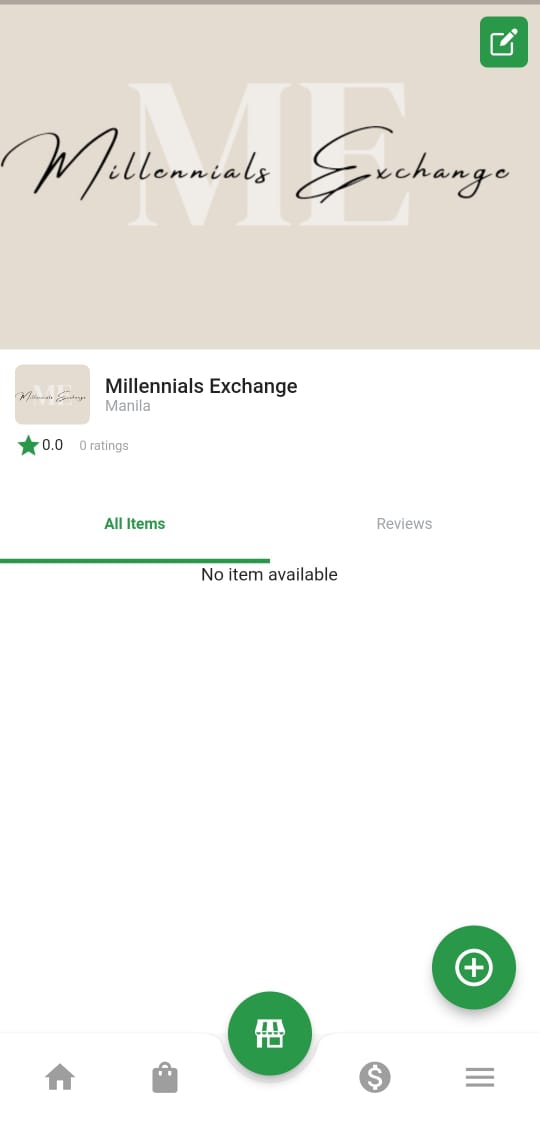 ME
Millennials Exchange
ME
Millennials Exchange
Millennials Exchange
Manila
0.0 0 ratings
All Items Reviews
No item available